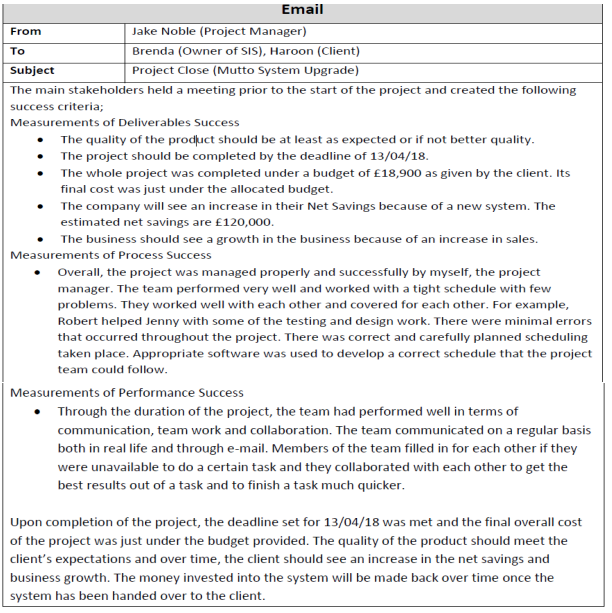 Email
From Jake Noble (Project Manager)
To Brenda (Owner of SIS), Haroon (Client)
Subject Project Close (Mutto System Upgrade)
The main stakeholders held a meeting prior to the start of the project and created the following
success criteria;
Measurements of Deliverables Success
• The quality of the product should be at least as expected or if not better quality.
• The project should be completed by the deadline of 13/04/18.
• The whole project was completed under a budget of £18,900 as given by the client. Its
final cost was just under the allocated budget.
• The company will see an increase in their Net Savings because of a new system. The
estimated net savings are £120,000.
• The business should see a growth in the business because of an increase in sales.
Measurements of Process Success
• Overall, the project was managed properly and successfully by myself, the project
manager. The team performed very well and worked with a tight schedule with few
problems. They worked well with each other and covered for each other. For example,
Robert helped Jenny with some of the testing and design work. There were minimal errors
that occurred throughout the project. There was correct and carefully planned scheduling
taken place. Appropriate software was used to develop a correct schedule that the project
team could follow.
Measurements of Performance Success
• Through the duration of the project, the team had performed well in terms of
communication, team work and collaboration. The team communicated on a regular basis
both in real life and through e-mail. Members of the team filled in for each other if they
were unavailable to do a certain task and they collaborated with each other to get the
best results out of a task and to finish a task much quicker.
Upon completion of the project, the deadline set for 13/04/18 was met and the final overall cost
of the project was just under the budget provided. The quality of the product should meet the
client's expectations and over time, the client should see an increase in the net savings and
business growth. The money invested into the system will be made back over time once the
system has been handed over to the client.